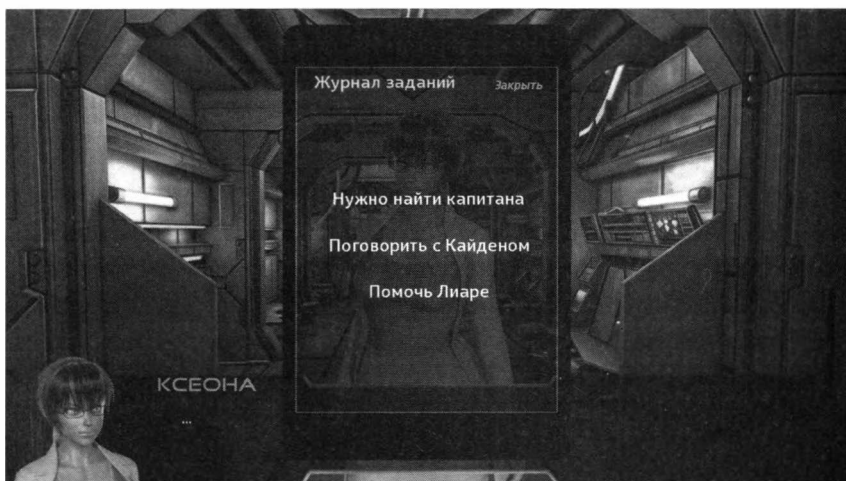 Журнал заданий
Закрыть
Нужно найти капитана
Поговорить с Кайденом
Помочь Лиаре
КСЕОНА
...